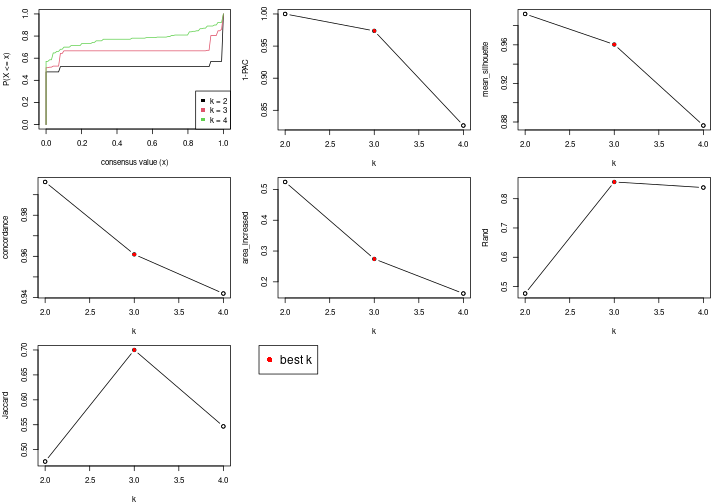 P(X <= x)
0.0 0.2 0.4 0.6 0.8 1.0
k = 2
k = 3
k = 4
0.0 0.2 0.4 0.6 0.8 1.0
consensus value (x)
1-PAC
0.85 0.90 0.95 1.00
2.0 2.5 3.0 3.5 4.0
k
mean_silhouette
0.88 0.92 0.96
2.0 2.5 3.0 3.5 4.0
k
concordance
0.94 0.96 0.98
2.0 2.5 3.0 3.5 4.0
k
area_increased
0.2 0.3 0.4 0.5
2.0 2.5 3.0 3.5 4.0
k
Rand
0.5 0.6 0.7 0.8
2.0 2.5 3.0 3.5 4.0
k
Jaccard
0.50 0.55 0.60 0.65 0.70
2.0 2.5 3.0 3.5 4.0
k
best k